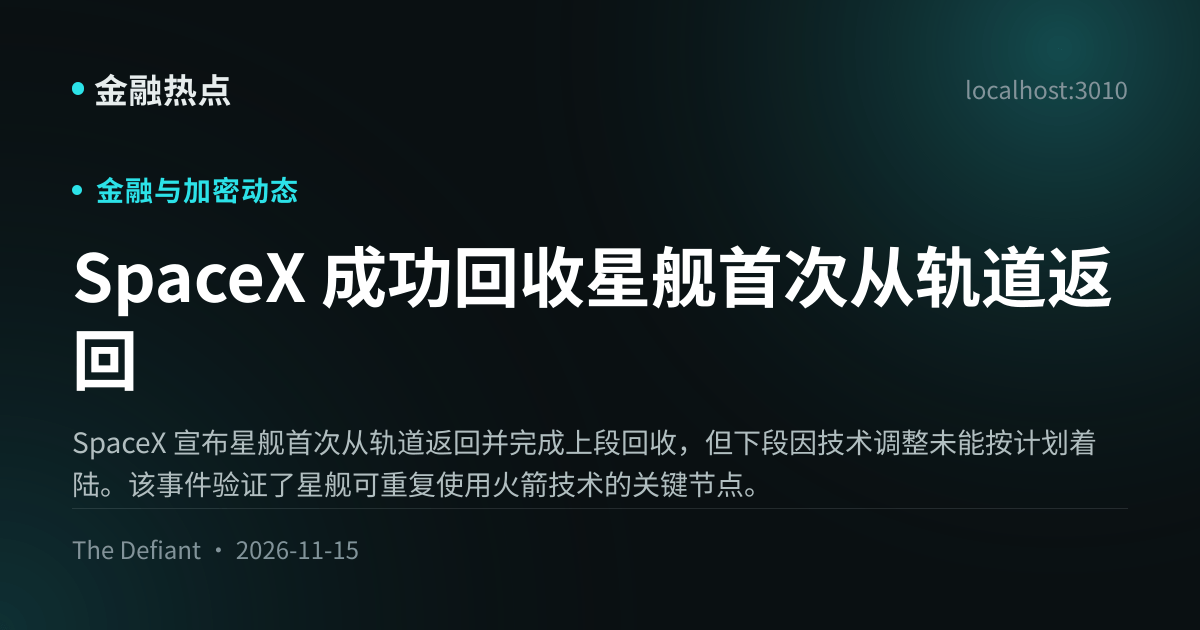 金融热点
localhost:3010
金融与加密动态
SpaceX 成功回收星舰首次从轨道返
回
SpaceX 宣布星舰首次从轨道返回并完成上段回收，但下段因技术调整未能按计划着
陆。该事件验证了星舰可重复使用火箭技术的关键节点。
The Defiant • 2026-11-15